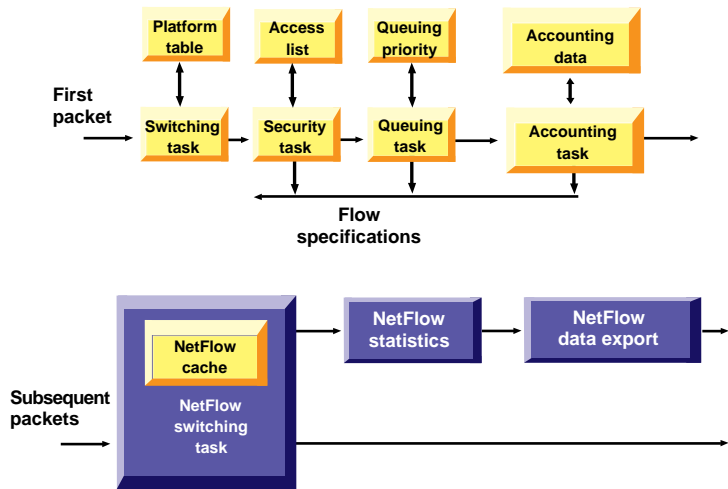 Platform
table
Access
list
Queuing
priority
Accounting
data
First
packet
Switching
task
Security
task
Queuing
task
Accounting
task
Flow
specifications
NetFlow
cache
NetFlow
switching
task
NetFlow
statistics
NetFlow
data export
Subsequent
packets